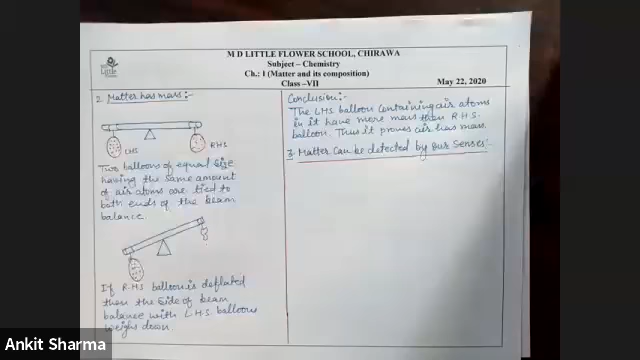 M D LITTLE FLOWER SCHOOL, CHIRAWA
Subject – Chemistry
Ch.: I (Matter and its composition)
Class –VII
May 22, 2020
2. Matter has mass:-
LHS
R.H.S
Two balloons of equal size
having the same amount
of air atoms are tied to
both ends of the beam
balance.
If R.H.S balloon is deflated
then the side of beam
balance with L.H.S. balloons
weighs down.
Conclusion:-
The LHS balloon containing air atoms
in it have more mass than R.H.S.
balloon. Thus it proves air has mass.
3. Matter can be detected by our senses:-
Ankit Sharma